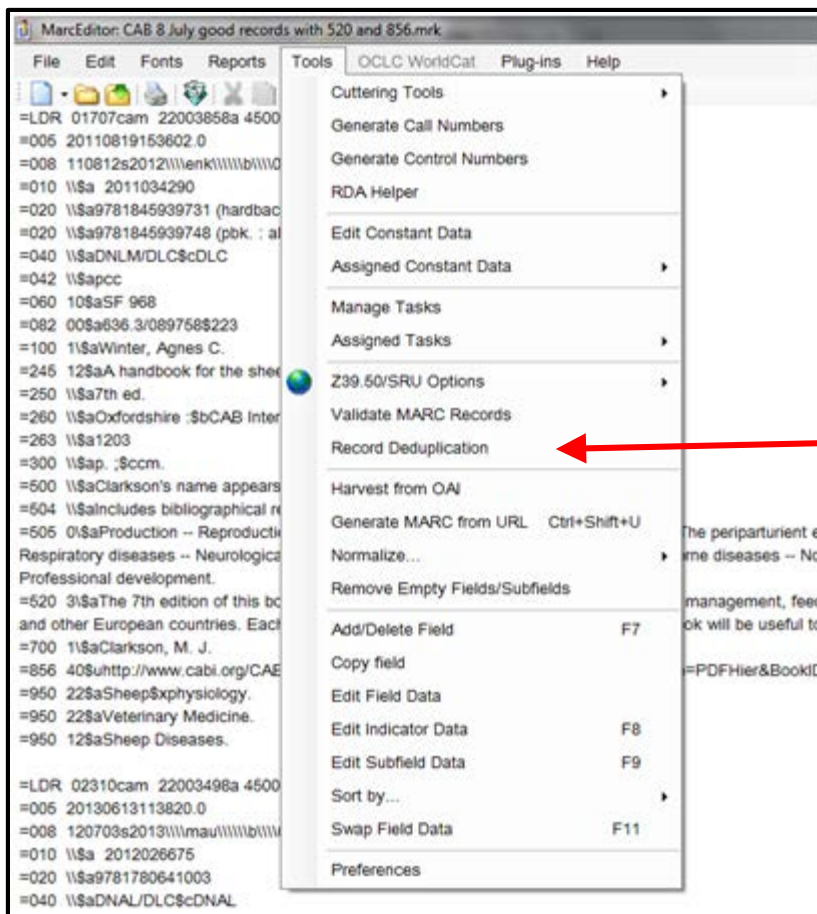 MarcEditor: CAB 8 July good records with 520 and 856.mrk
File Edit Fonts Reports Tools OCLC WorldCat Plug-ins Help
Cuttering Tools
Generate Call Numbers
Generate Control Numbers
RDA Helper
Edit Constant Data
Assigned Constant Data
Manage Tasks
Assigned Tasks
Z39.50/SRU Options
Validate MARC Records
Record Deduplication
Harvest from OAI
Generate MARC from URL Ctrl+Shift+U
Normalize...
Remove Empty Fields/Subfields
Add/Delete Field F7
Copy field
Edit Field Data
Edit Indicator Data F8
Edit Subfield Data F9
Sort by...
Swap Field Data F11
Preferences
=LDR 01707cam 22003858a 4500
=005 20110819153602.0
=008 110812s2012\\\\enk\\\\\\b\\\\0
=010 \\$a 2011034290
=020 \\$a9781845939731 (hardbac
=020 \\$a9781845939748 (pbk. : al
=040 \\$aDNLM/DLC$cDLC
=042 \\$apcc
=060 10$aSF 968
=082 00$a636.3/089758$223
=100 1\$aWinter, Agnes C.
=245 12$aA handbook for the shee
=250 \\$a7th ed.
=260 \\$aOxfordshire :$bCAB Inter
=263 \\$a1203
=300 \\$ap. ;$ccm.
=500 \\$aClarkson's name appears
=504 \\$aIncludes bibliographical re
=505 0\$aProduction -- Reproductio The periparturient e
Respiratory diseases -- Neurologica rne diseases -- No
Professional development.
=520 3\$aThe 7th edition of this bo management, feed
and other European countries. Each ok will be useful to
=700 1\$aClarkson, M. J.
=856 40$uhttp://www.cabi.org/CAB =PDFHier&BookID
=950 22$aSheep$xphysiology.
=950 22$aVeterinary Medicine.
=950 12$aSheep Diseases.
=LDR 02310cam 22003498a 4500
=005 20130613113820.0
=008 120703s2013\\\\mau\\\\\\b\\\\
=010 \\$a 2012026675
=020 \\$a9781780641003
=040 \\$aDNAL/DLC$cDNAL